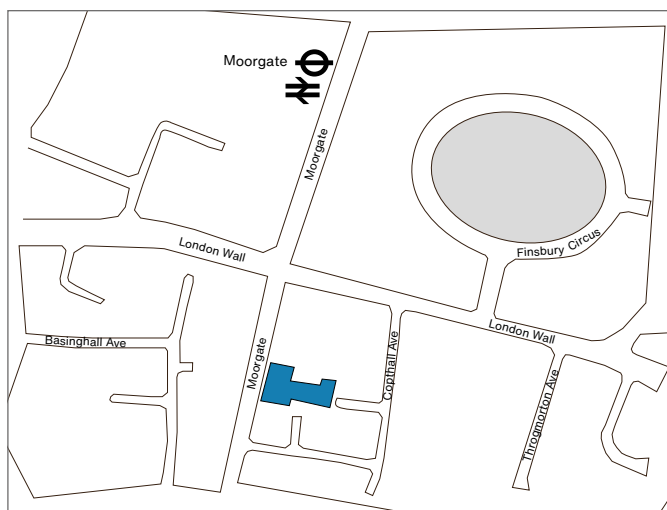 Moorgate
Moorgate
London Wall
Finsbury Circus
London Wall
Basinghall Ave
Moorgate
Copthall Ave
Throgmorton Ave